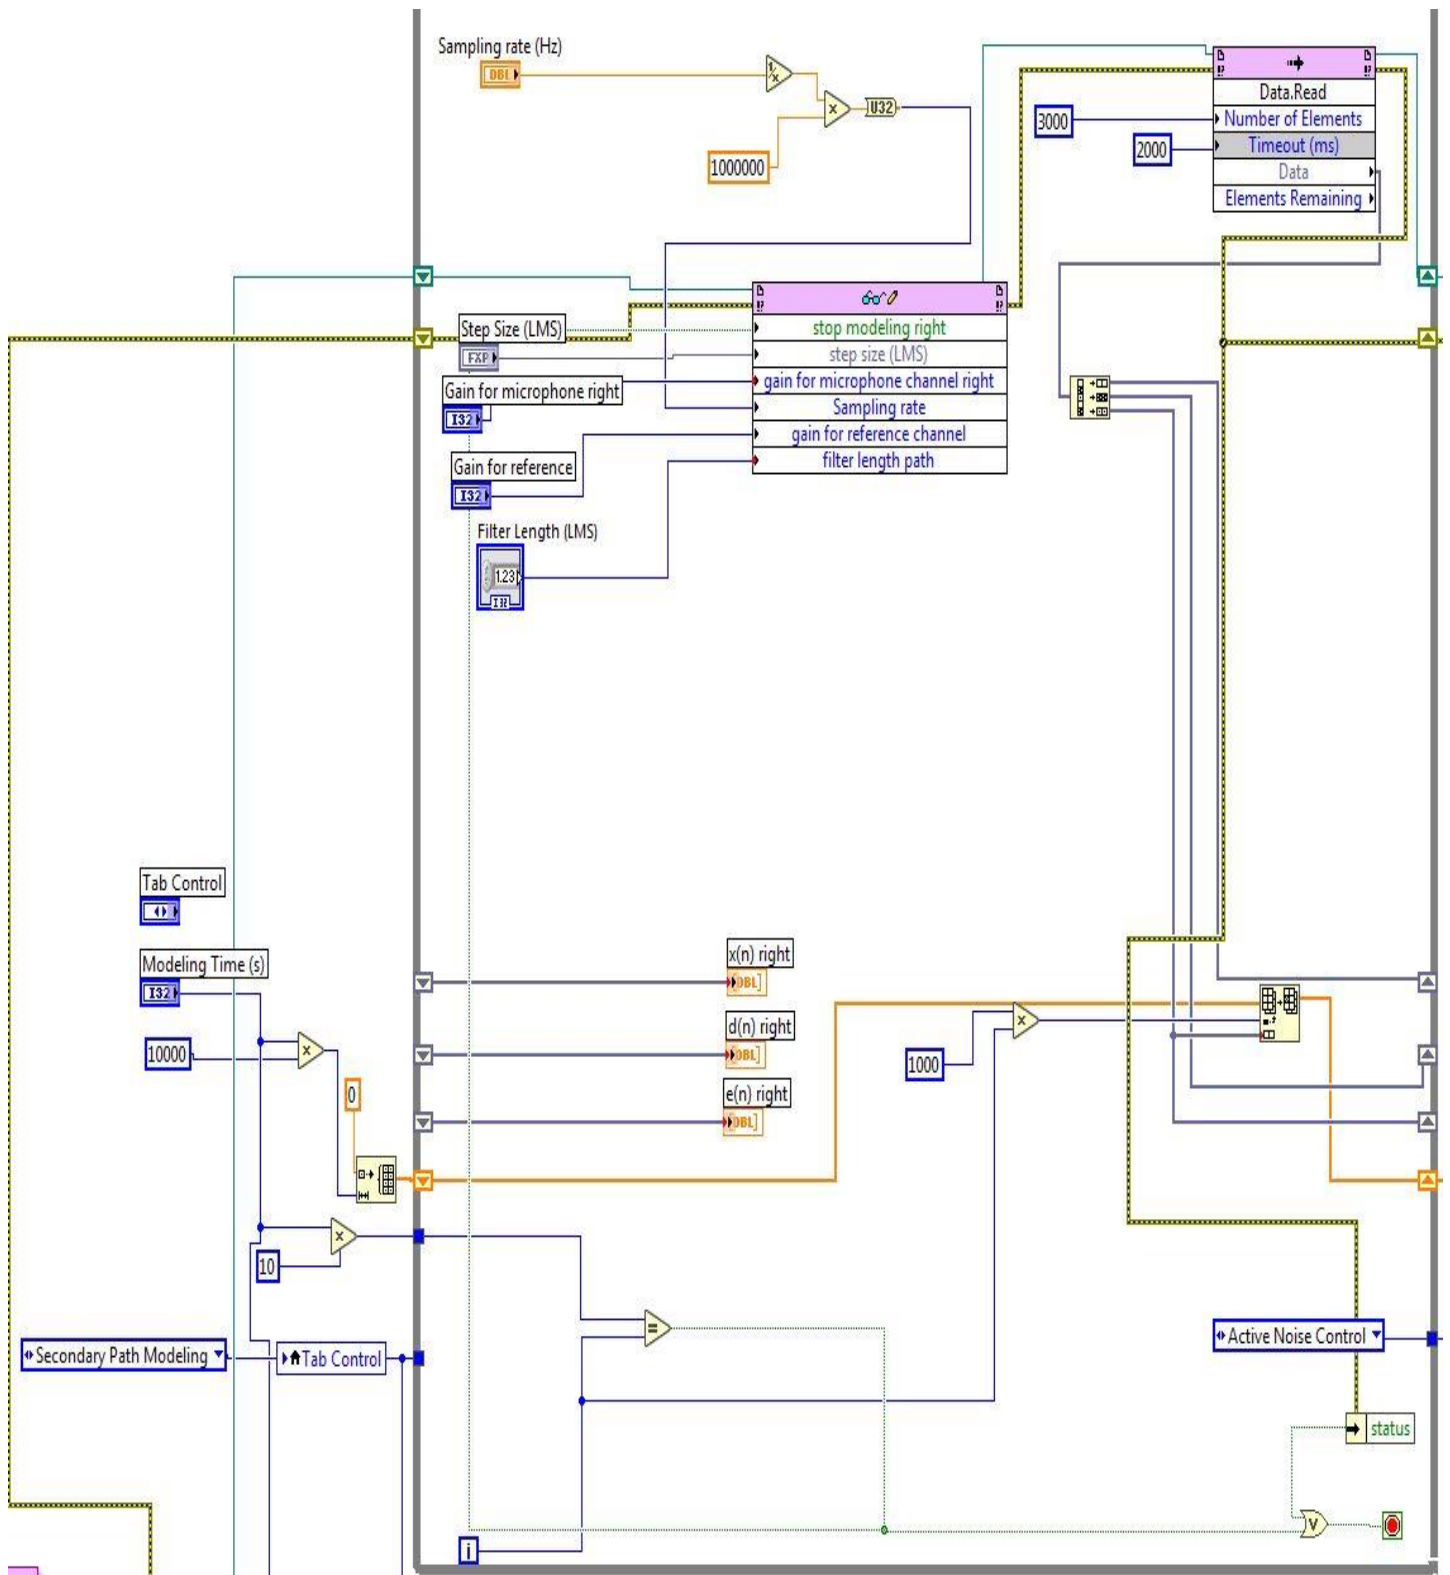 Sampling rate (Hz)
DBL
1/x
x
U32
1000000
3000
2000
Data.Read
Number of Elements
Timeout (ms)
Data
Elements Remaining
Step Size (LMS)
FXP
Gain for microphone right
I32
Gain for reference
I32
Filter Length (LMS)
1.23
I32
stop modeling right
step size (LMS)
gain for microphone channel right
Sampling rate
gain for reference channel
filter length path
Tab Control
Modeling Time (s)
I32
10000
x
0
x
10
x(n) right
DBL
d(n) right
DBL
e(n) right
DBL
1000
x
=
Secondary Path Modeling
Tab Control
Active Noise Control
status
V
i